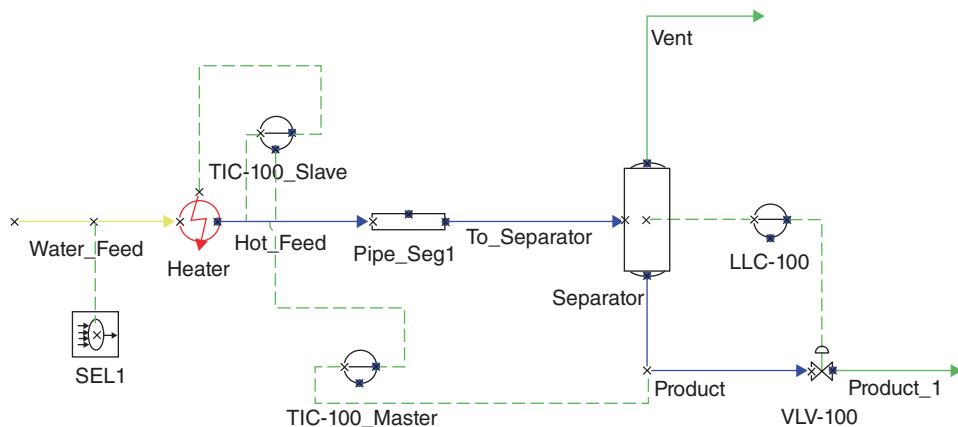 Vent
TIC-100_Slave
Water_Feed
Heater
Hot_Feed
Pipe_Seg1
To_Separator
LLC-100
Separator
SEL1
TIC-100_Master
Product
VLV-100
Product_1